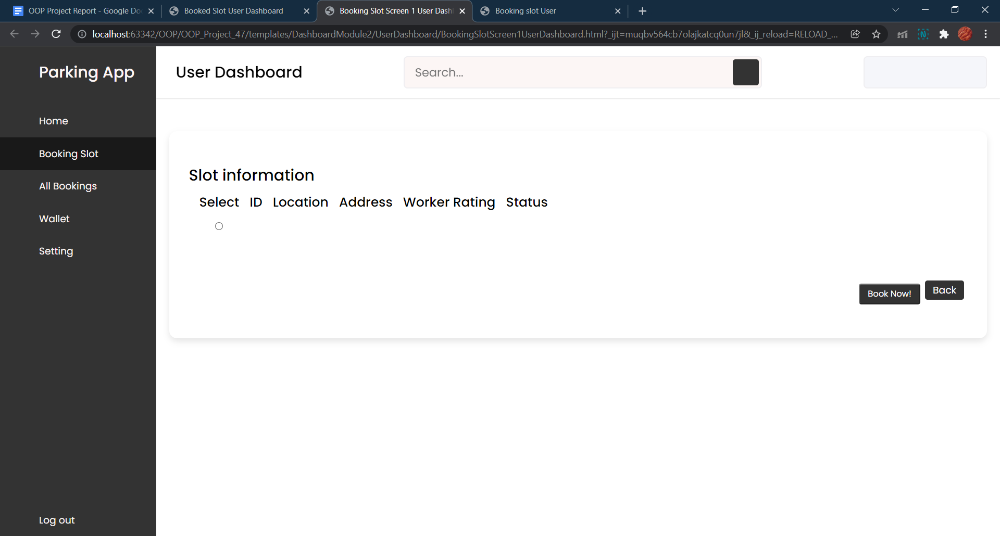 OOP Project Report - Google Do
Booked Slot User Dashboard
Booking Slot Screen 1 User Dash
Booking slot User
localhost:63342/OOP/OOP_Project_47/templates/DashboardModule2/UserDashboard/BookingSlotScreen1UserDashboard.html?_ijt=muqbv564cb7olajkatcq0un7jl&_ij_reload=RELOAD_...
Parking App
User Dashboard
Search...
Home
Booking Slot
All Bookings
Wallet
Setting
Log out
Slot information
Select ID Location Address Worker Rating Status
Book Now!
Back